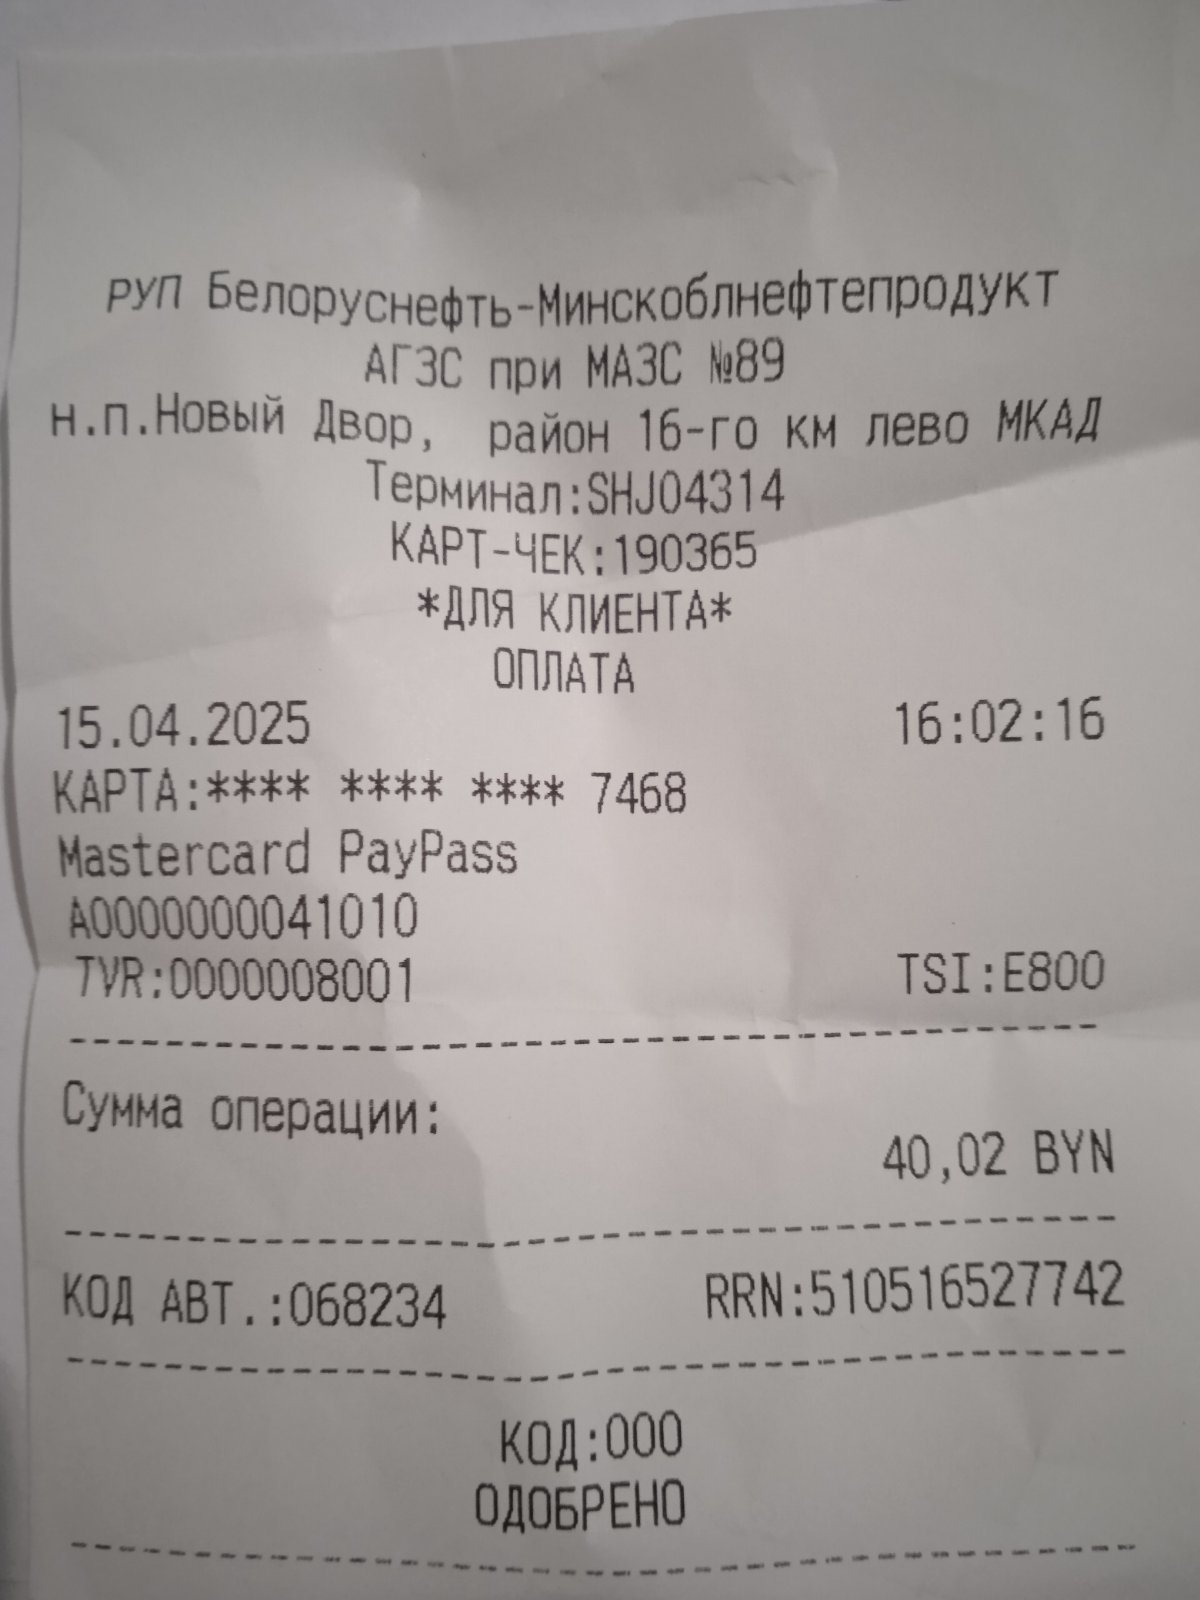 РУП Белоруснефть-Минскоблнефтепродукт
АГЗС при МАЗС №89
н.п.Новый Двор, район 16-го км лево МКАД
Терминал:SHJ04314
КАРТ-ЧЕК:190365
*ДЛЯ КЛИЕНТА*
ОПЛАТА
15.04.2025 16:02:16
КАРТА:**** **** **** 7468
Mastercard PayPass
A0000000041010
TVR:0000008001 TSI:E800
Сумма операции:
40,02 BYN
КОД АВТ.:068234 RRN:510516527742
КОД:000
ОДОБРЕНО